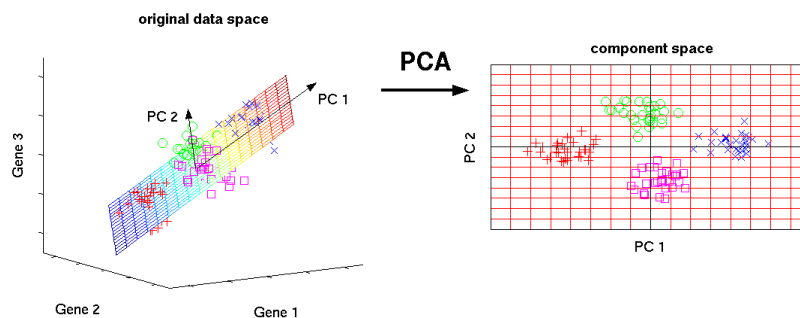 original data space
PC 1
PC 2
Gene 3
Gene 2
Gene 1
PCA
component space
PC 2
PC 1